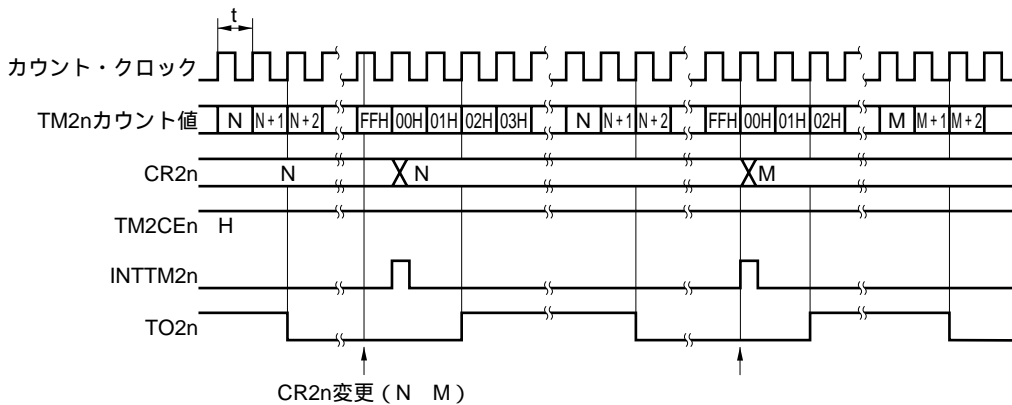 t
カウント・クロック
TM2nカウント値 N N+1 N+2 FFH 00H 01H 02H 03H N N+1 N+2 FFH 00H 01H 02H M M+1 M+2
CR2n N N M
TM2CEn H
INTTM2n
TO2n
CR2n変更（N　M）